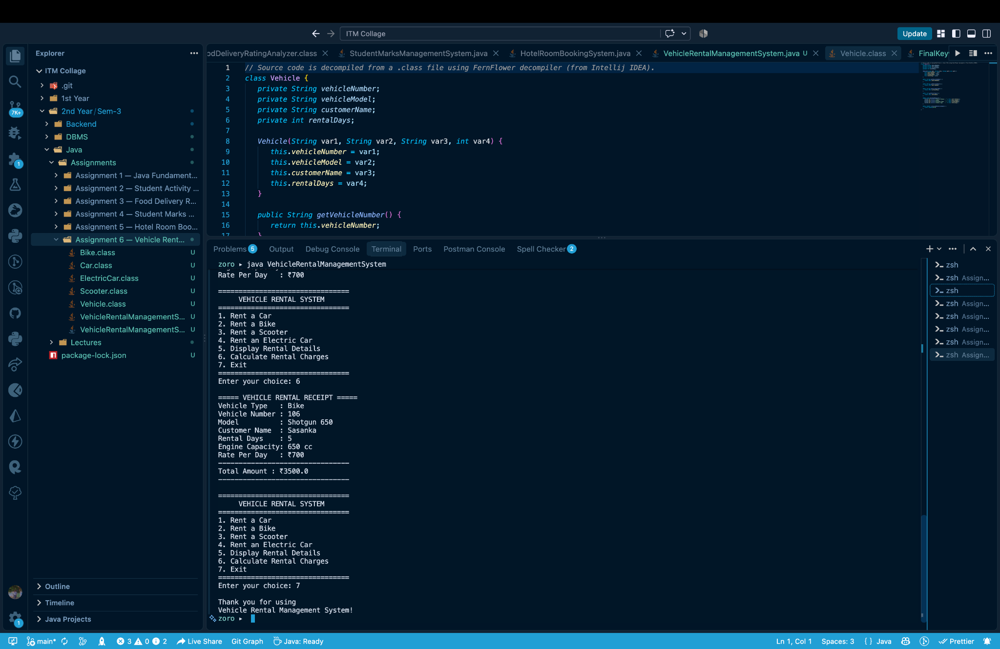 ITM Collage
Update
Explorer
ITM Collage
.git
1st Year
2nd Year/Sem-3
Backend
DBMS
Java
Assignments
Assignment 1 — Java Fundament...
Assignment 2 — Student Activity ...
Assignment 3 — Food Delivery R...
Assignment 4 — Student Marks ...
Assignment 5 — Hotel Room Boo...
Assignment 6 — Vehicle Rent...
Bike.class U
Car.class U
ElectricCar.class U
Scooter.class U
Vehicle.class U
VehicleRentalManagementS... U
VehicleRentalManagementS... U
Lectures
package-lock.json U
Outline
Timeline
Java Projects
7K+
1
1
odDeliveryRatingAnalyzer.class StudentMarksManagementSystem.java HotelRoomBookingSystem.java VehicleRentalManagementSystem.java U Vehicle.class FinalKey
1 // Source code is decompiled from a .class file using FernFlower decompiler (from Intellij IDEA).
2 class Vehicle {
3 private String vehicleNumber;
4 private String vehicleModel;
5 private String customerName;
6 private int rentalDays;
7
8 Vehicle(String var1, String var2, String var3, int var4) {
9 this.vehicleNumber = var1;
10 this.vehicleModel = var2;
11 this.customerName = var3;
12 this.rentalDays = var4;
13 }
14
15 public String getVehicleNumber() {
16 return this.vehicleNumber;
17 }
Problems 5 Output Debug Console Terminal Ports Postman Console Spell Checker 2
zoro ▸ java VehicleRentalManagementSystem
Rate Per Day : ₹700
================================
VEHICLE RENTAL SYSTEM
================================
1. Rent a Car
2. Rent a Bike
3. Rent a Scooter
4. Rent an Electric Car
5. Display Rental Details
6. Calculate Rental Charges
7. Exit
================================
Enter your choice: 6
===== VEHICLE RENTAL RECEIPT =====
Vehicle Type : Bike
Vehicle Number : 106
Model : Shotgun 650
Customer Name : Sasanka
Rental Days : 5
Engine Capacity: 650 cc
Rate Per Day : ₹700
--------------------------------
Total Amount : ₹3500.0
--------------------------------
================================
VEHICLE RENTAL SYSTEM
================================
1. Rent a Car
2. Rent a Bike
3. Rent a Scooter
4. Rent an Electric Car
5. Display Rental Details
6. Calculate Rental Charges
7. Exit
================================
Enter your choice: 7
Thank you for using
Vehicle Rental Management System!
zoro ▸
zsh
zsh Assign...
zsh
zsh Assign...
zsh Assign...
zsh Assign...
zsh Assign...
zsh Assign...
main* 3 0 2 Live Share Git Graph Java: Ready Ln 1, Col 1 Spaces: 3 { } Java Prettier